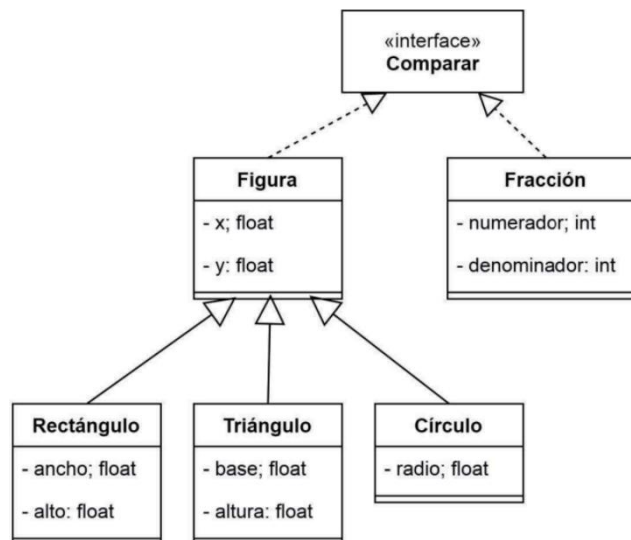 «interface»
Comparar
Figura
- x; float
- y: float
Fracción
- numerador; int
- denominador: int
Rectángulo
- ancho; float
- alto: float
Triángulo
- base; float
- altura: float
Círculo
- radio; float